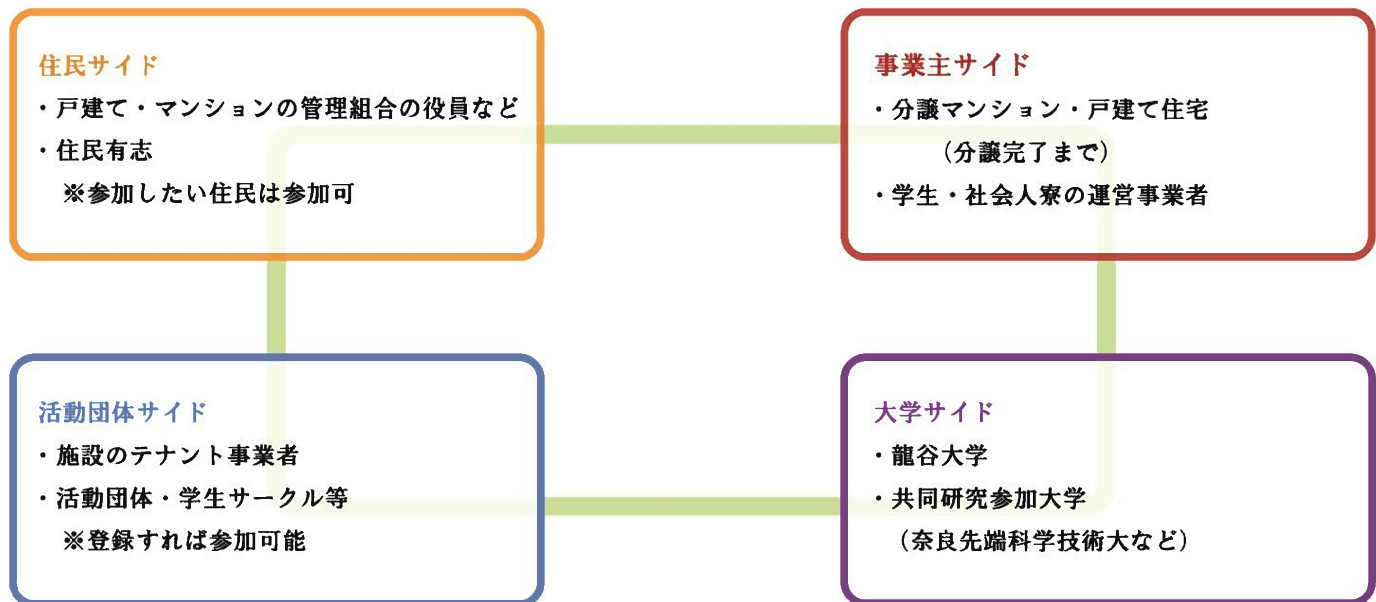 住民サイド
・戸建て・マンションの管理組合の役員など
・住民有志
※参加したい住民は参加可
事業主サイド
・分譲マンション・戸建て住宅
（分譲完了まで）
・学生・社会人寮の運営事業者
活動団体サイド
・施設のテナント事業者
・活動団体・学生サークル等
※登録すれば参加可能
大学サイド
・龍谷大学
・共同研究参加大学
（奈良先端科学技術大など）